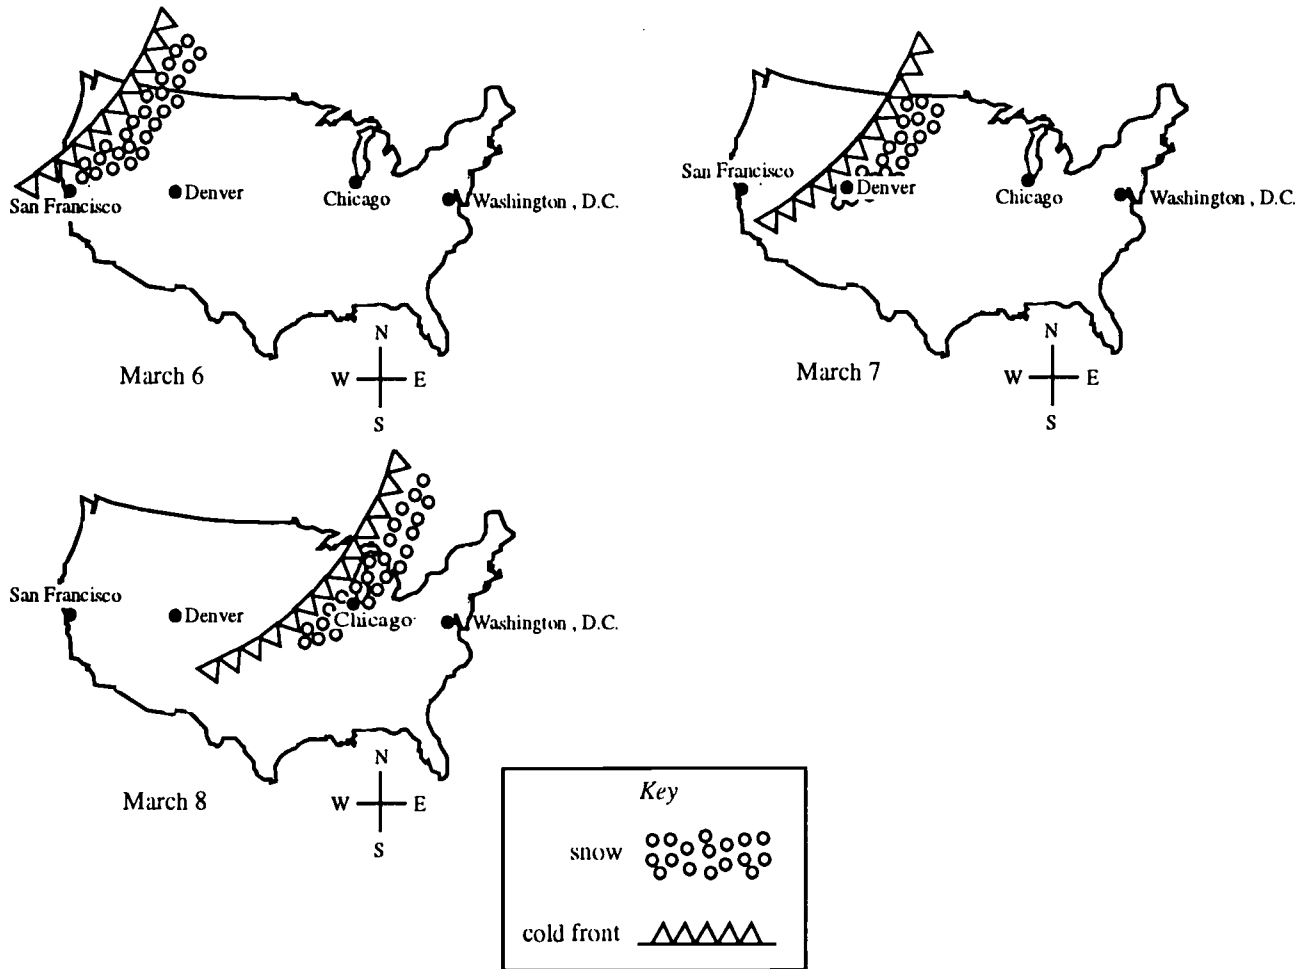 San Francisco
Denver
Chicago
Washington , D.C.
March 6
N
W
E
S
San Francisco
Denver
Chicago
Washington , D.C.
March 7
N
W
E
S
San Francisco
Denver
Chicago
Washington , D.C.
March 8
N
W
E
S
Key
snow
cold front